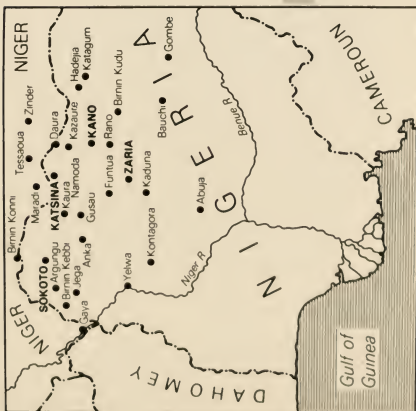 NIGER
NIGER
Birnin Konni
Tessaoua
Zinder
Maradi
SOKOTO
Argungu
Birnin Kebbi
Jega
Gaya
KATSINA
Kaura
Namoda
Daura
Kazaure
Hadeja
Katagum
Anka
Gusau
KANO
Funtua
Rano
Birnin Kudu
Yelwa
ZARIA
Kontagora
Kaduna
Bauchi
Gombe
Abuja
Niger R
Benue R
NIGERIA
DAHOMEY
CAMEROUN
Gulf of
Guinea